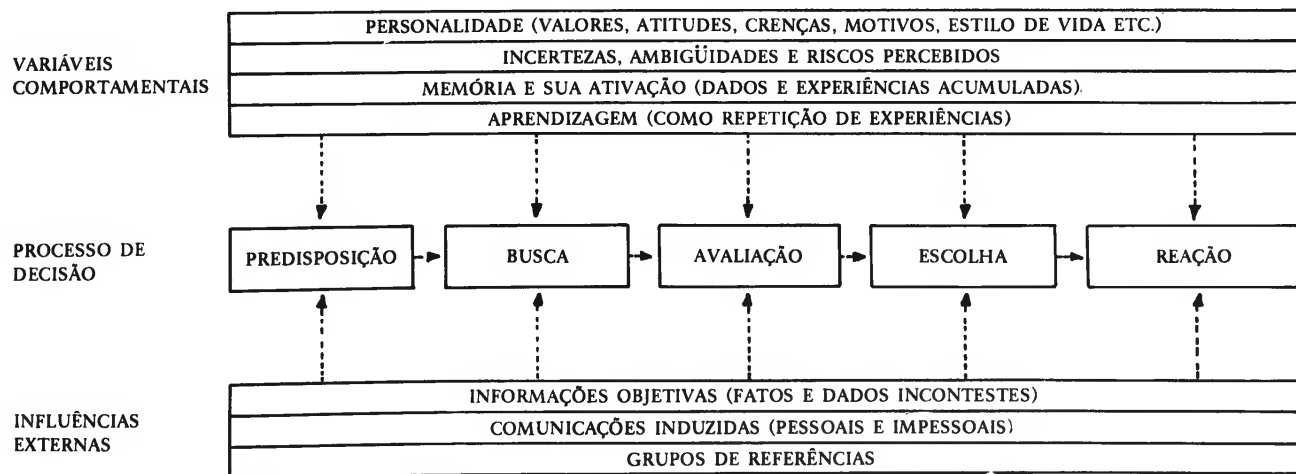 PERSONALIDADE (VALORES, ATITUDES, CRENÇAS, MOTIVOS, ESTILO DE VIDA ETC.)
VARIÁVEIS
COMPORTAMENTAIS
INCERTEZAS, AMBIGÜIDADES E RISCOS PERCEBIDOS
MEMÓRIA E SUA ATIVAÇÃO (DADOS E EXPERIÊNCIAS ACUMULADAS).
APRENDIZAGEM (COMO REPETIÇÃO DE EXPERIÊNCIAS)
PROCESSO DE
DECISÃO
PREDISPOSIÇÃO
BUSCA
AVALIAÇÃO
ESCOLHA
REAÇÃO
INFLUÊNCIAS
EXTERNAS
INFORMAÇÕES OBJETIVAS (FATOS E DADOS INCONTESTES)
COMUNICAÇÕES INDUZIDAS (PESSOAIS E IMPESSOAIS)
GRUPOS DE REFERÊNCIAS